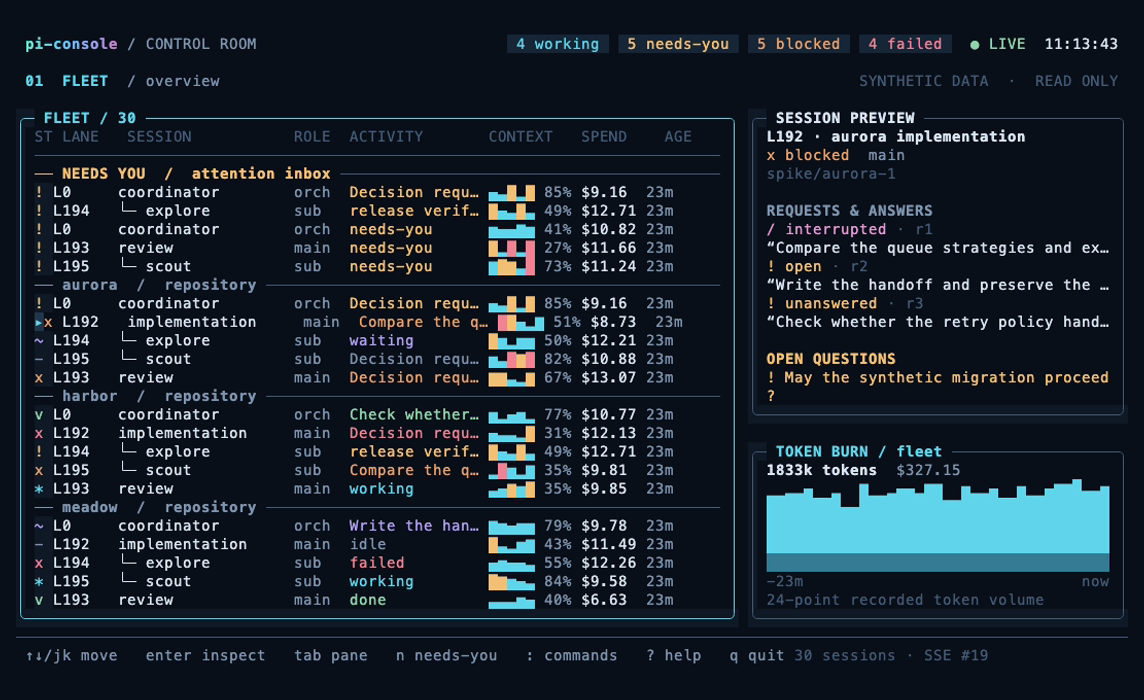 pi-console / CONTROL ROOM 4 working 5 needs-you 5 blocked 4 failed ● LIVE 11:13:43
01 FLEET / overview SYNTHETIC DATA · READ ONLY
FLEET / 30
ST LANE SESSION ROLE ACTIVITY CONTEXT SPEND AGE
NEEDS YOU / attention inbox
! L0 coordinator orch Decision requ… 85% $9.16 23m
! L194 └─ explore sub release verif… 49% $12.71 23m
! L0 coordinator orch needs-you 41% $10.82 23m
! L193 review main needs-you 27% $11.66 23m
! L195 └─ scout sub needs-you 73% $11.24 23m
aurora / repository
! L0 coordinator orch Decision requ… 85% $9.16 23m
▸x L192 implementation main Compare the q… 51% $8.73 23m
~ L194 └─ explore sub waiting 50% $12.21 23m
– L195 └─ scout sub Decision requ… 82% $10.88 23m
x L193 review main Decision requ… 67% $13.07 23m
harbor / repository
v L0 coordinator orch Check whether… 77% $10.77 23m
x L192 implementation main Decision requ… 31% $12.13 23m
! L194 └─ explore sub release verif… 49% $12.71 23m
x L195 └─ scout sub Compare the q… 35% $9.81 23m
* L193 review main working 35% $9.85 23m
meadow / repository
~ L0 coordinator orch Write the han… 79% $9.78 23m
– L192 implementation main idle 43% $11.49 23m
x L194 └─ explore sub failed 55% $12.26 23m
* L195 └─ scout sub working 84% $9.58 23m
v L193 review main done 40% $6.63 23m
SESSION PREVIEW
L192 · aurora implementation
x blocked main
spike/aurora-1
REQUESTS & ANSWERS
/ interrupted · r1
“Compare the queue strategies and ex…
! open · r2
“Write the handoff and preserve the …
! unanswered · r3
“Check whether the retry policy hand…
OPEN QUESTIONS
! May the synthetic migration proceed
?
TOKEN BURN / fleet
1833k tokens $327.15
−23m now
24-point recorded token volume
↑↓/jk move enter inspect tab pane n needs-you : commands ? help q quit 30 sessions · SSE #19